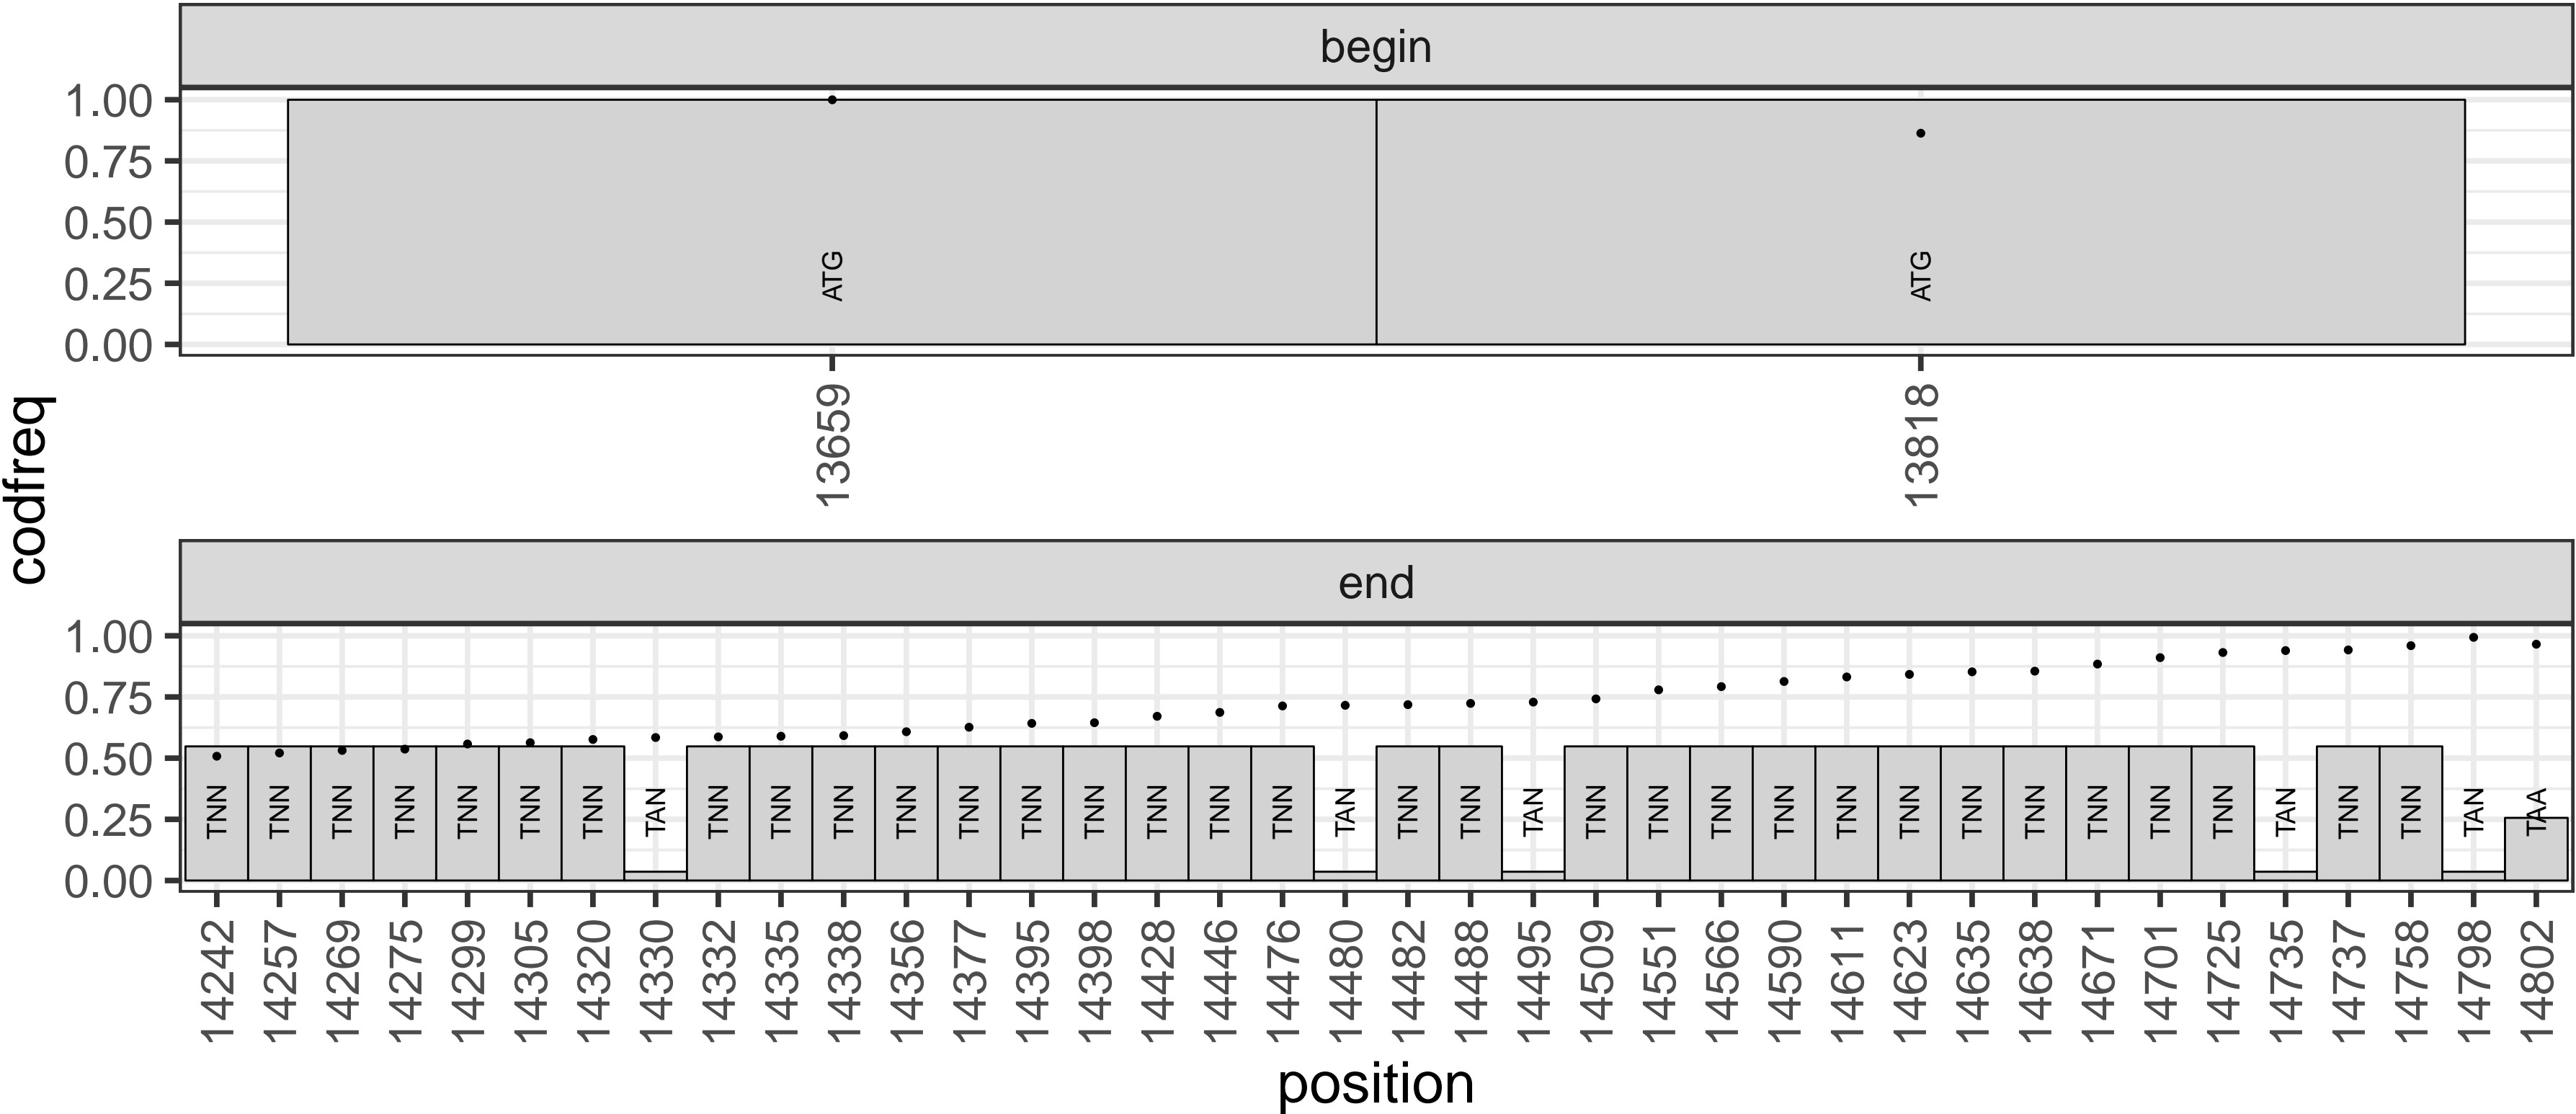 begin
1.00
0.75
0.50
0.25
0.00
ATG ATG
13659 13818
codfreq
end
1.00
0.75
0.50
0.25
0.00
TNN TNN TNN TNN TNN TNN TNN TAN TNN TNN TNN TNN TNN TNN TNN TNN TNN TNN TAN TNN TNN TAN TNN TNN TNN TNN TNN TNN TNN TNN TNN TNN TNN TAN TNN TNN TAN TAA
14242 14257 14269 14275 14299 14305 14320 14330 14332 14335 14338 14356 14377 14395 14398 14428 14446 14476 14480 14482 14488 14495 14509 14551 14566 14590 14611 14623 14635 14638 14671 14701 14725 14735 14737 14758 14798 14802
position